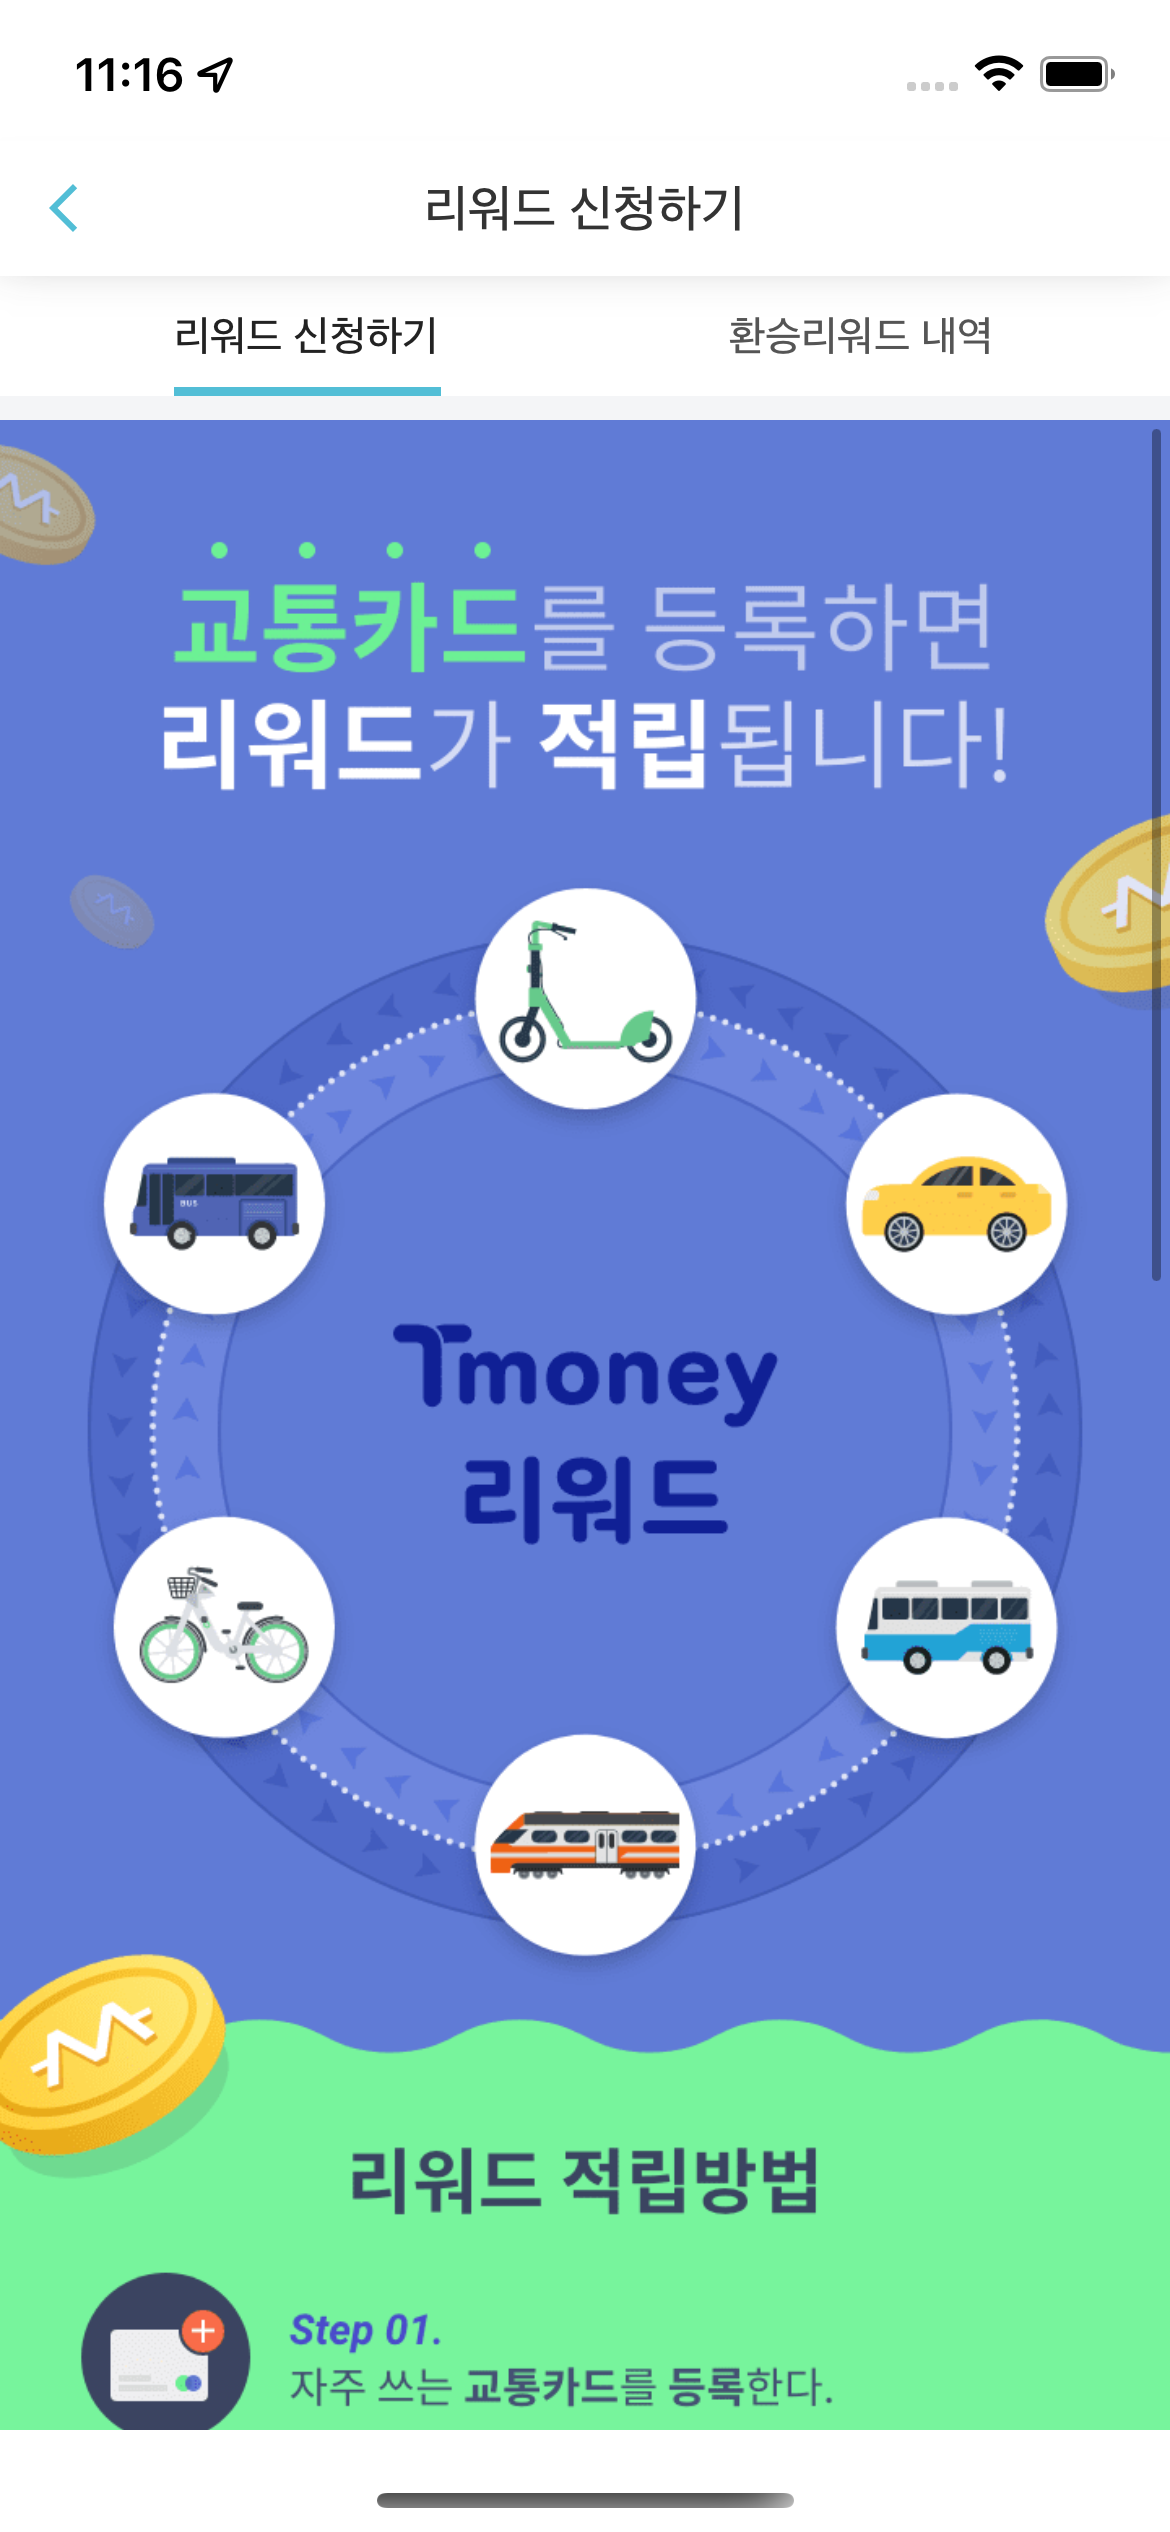 11:16
리워드 신청하기
리워드 신청하기
환승리워드 내역
교통카드를 등록하면
리워드가 적립됩니다!
BUS
Tmoney
리워드
리워드 적립방법
Step 01.
자주 쓰는 교통카드를 등록한다.